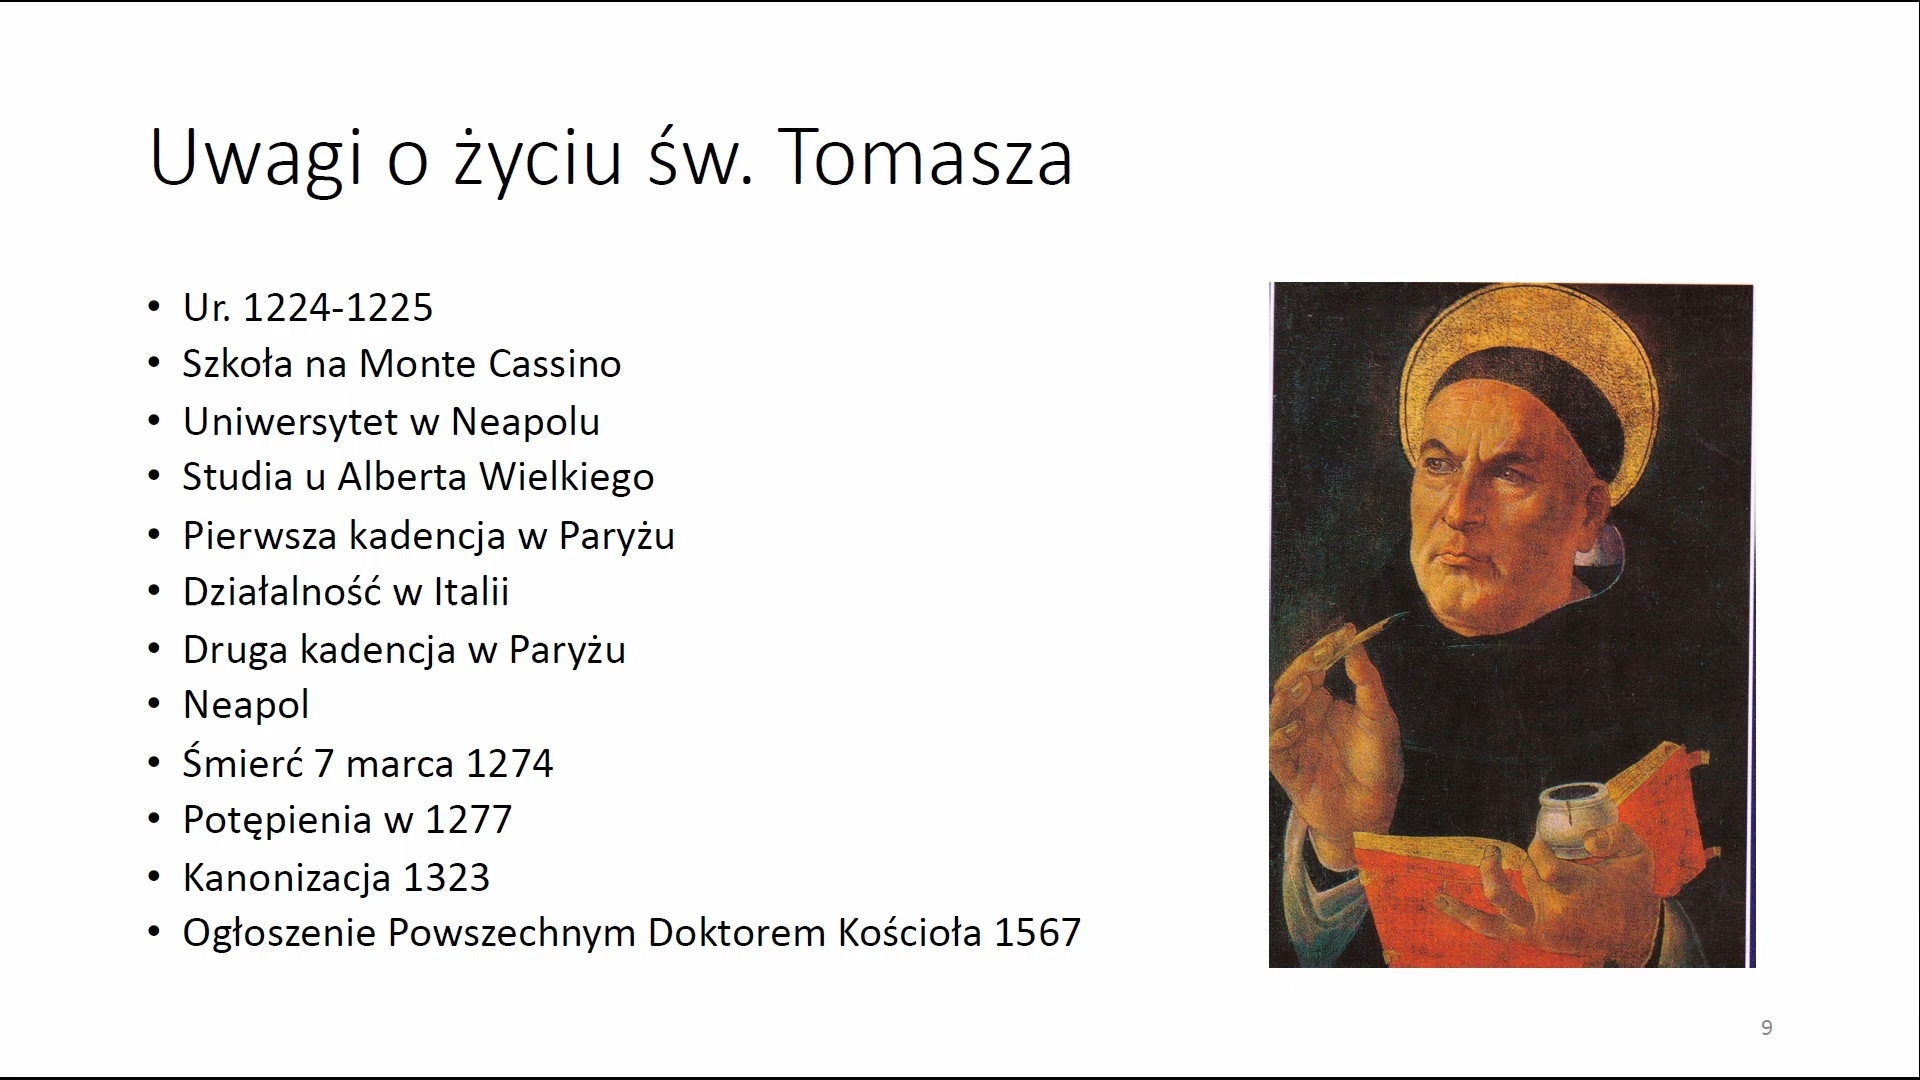 Uwagi o życiu św. Tomasza
• Ur. 1224-1225
• Szkoła na Monte Cassino
• Uniwersytet w Neapolu
• Studia u Alberta Wielkiego
• Pierwsza kadencja w Paryżu
• Działalność w Italii
• Druga kadencja w Paryżu
• Neapol
• Śmierć 7 marca 1274
• Potępienia w 1277
• Kanonizacja 1323
• Ogłoszenie Powszechnym Doktorem Kościoła 1567
9